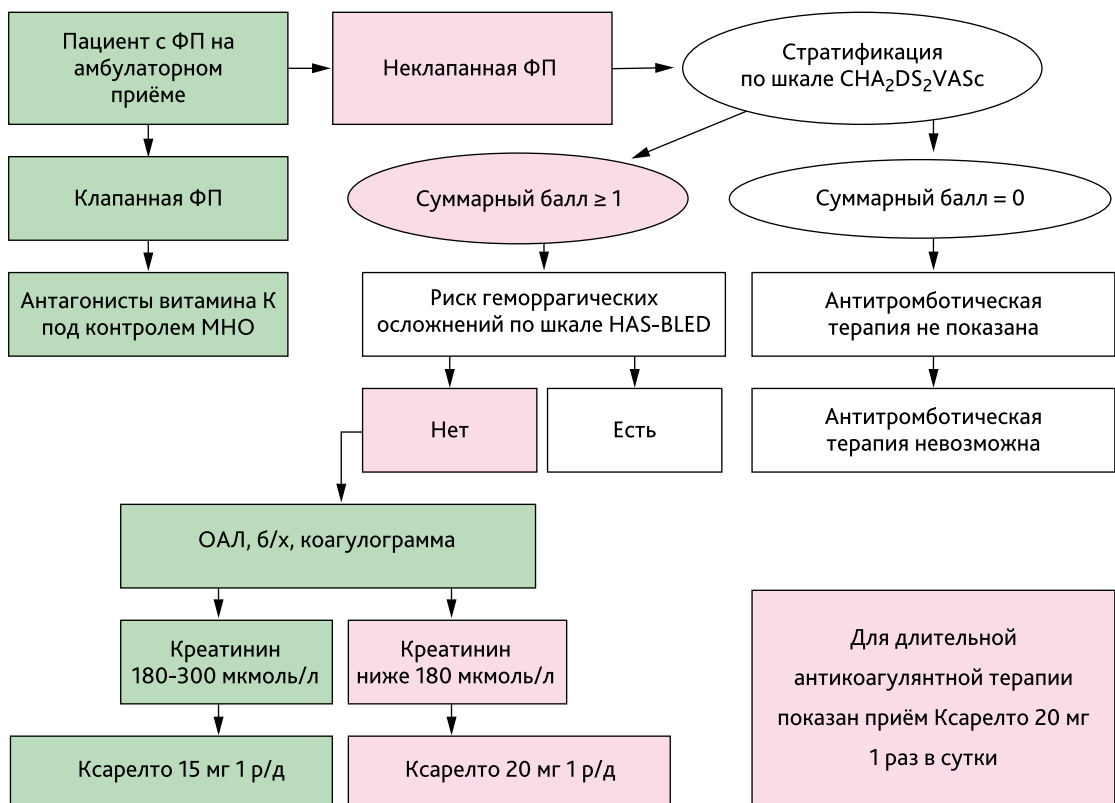 Пациент с ФП на
амбулаторном
приёме
Неклапанная ФП
Стратификация
по шкале CHA₂DS₂VASc
Клапанная ФП
Суммарный балл ≥ 1
Суммарный балл = 0
Антагонисты витамина К
под контролем МНО
Риск геморрагических
осложнений по шкале HAS-BLED
Антитромботическая
терапия не показана
Нет
Есть
Антитромботическая
терапия невозможна
ОАЛ, б/х, коагулограмма
Креатинин
180-300 мкмоль/л
Креатинин
ниже 180 мкмоль/л
Ксарелто 15 мг 1 р/д
Ксарелто 20 мг 1 р/д
Для длительной
антикоагулянтной терапии
показан приём Ксарелто 20 мг
1 раз в сутки